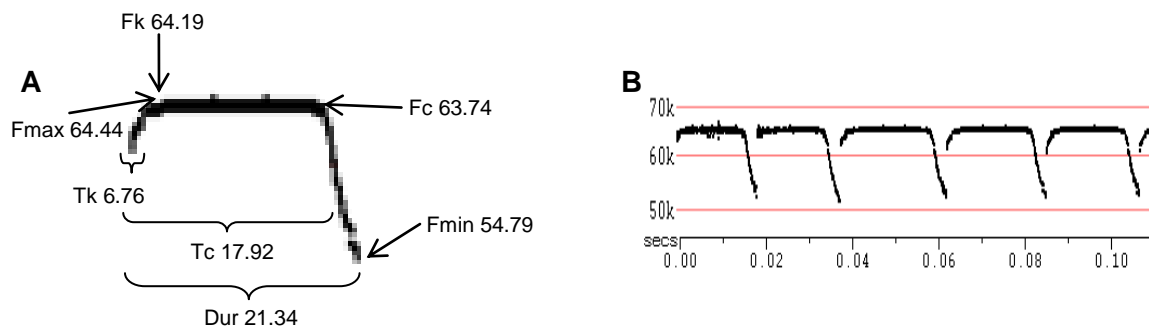 Fk 64.19
A
Fmax 64.44
Fc 63.74
Tk 6.76
Fmin 54.79
Tc 17.92
Dur 21.34
B
70k
60k
50k
secs
0.00 0.02 0.04 0.06 0.08 0.10